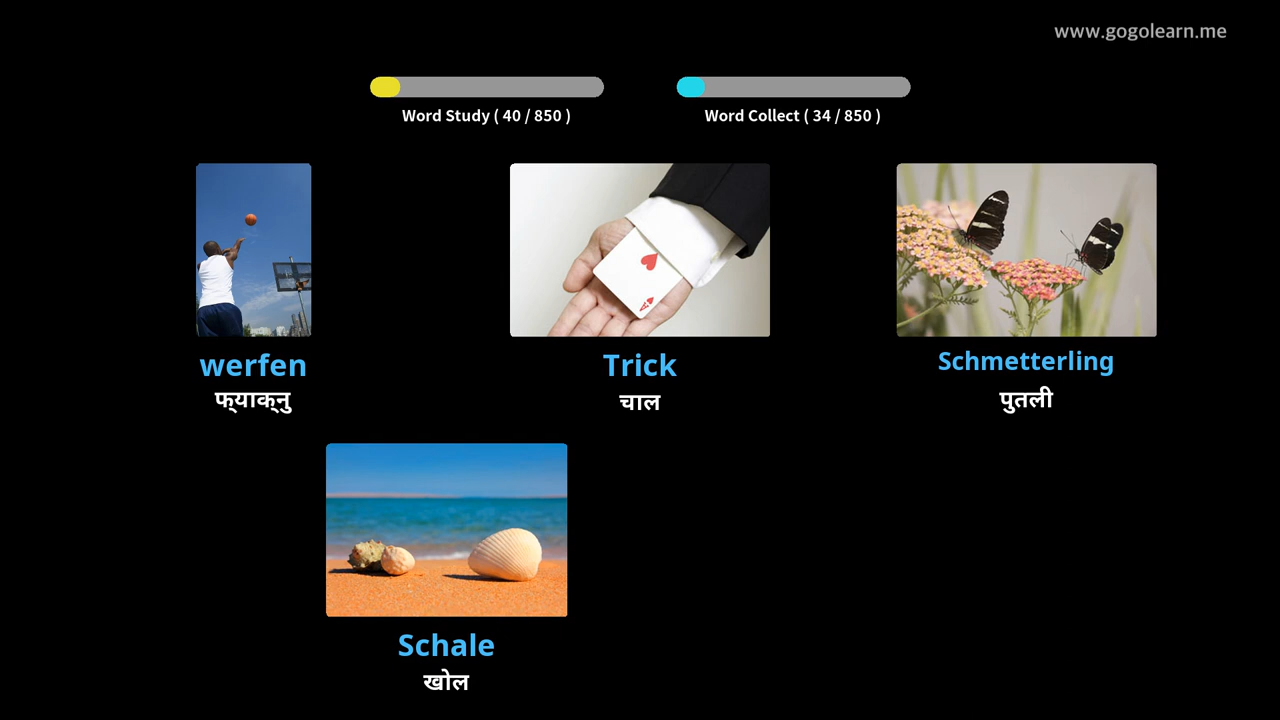 www.gogolearn.me
Word Study ( 40 / 850 )
Word Collect ( 34 / 850 )
werfen
फ्याक्नु
Trick
चाल
Schmetterling
पुतली
Schale
खोल